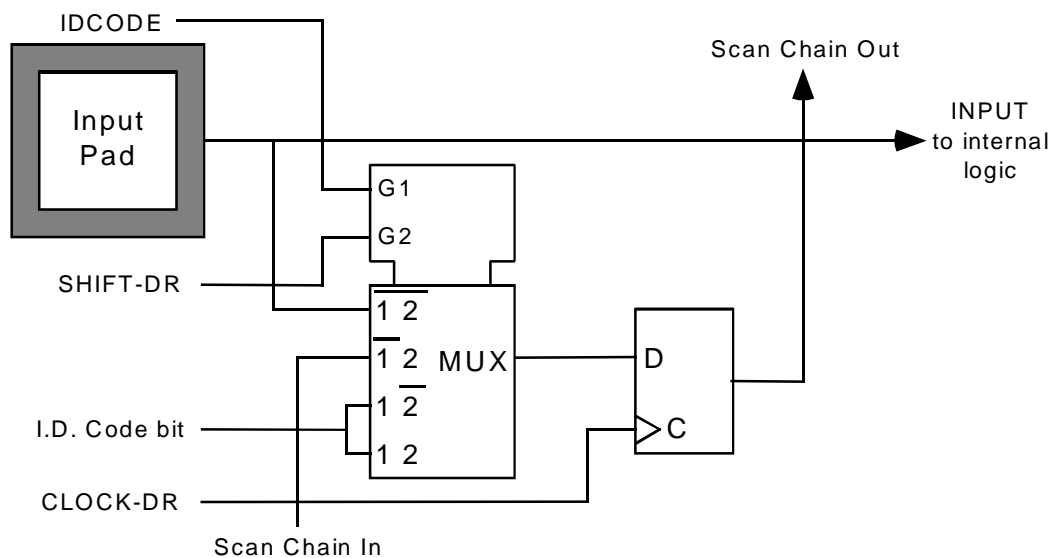 IDCODE
Scan Chain Out
Input
Pad
INPUT
to internal
logic
G1
G2
SHIFT-DR
1̅ ̅2̅
1̅ 2
MUX
D
1 2̅
I.D. Code bit
C
1 2
CLOCK-DR
Scan Chain In